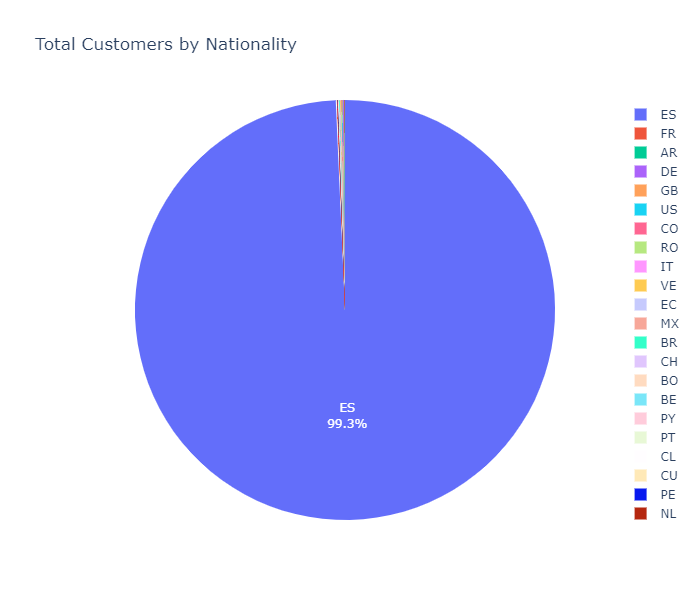 Total Customers by Nationality
ES
99.3%
ES
FR
AR
DE
GB
US
CO
RO
IT
VE
EC
MX
BR
CH
BO
BE
PY
PT
CL
CU
PE
NL